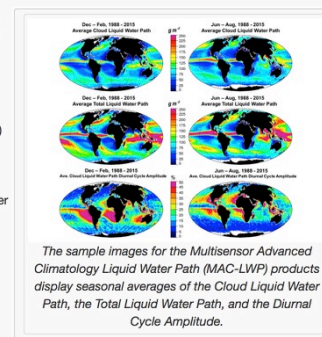 Dec – Feb, 1988 - 2015
Average Cloud Liquid Water Path
g m-2
Jun – Aug, 1988 - 2015
Average Cloud Liquid Water Path
Dec – Feb, 1988 - 2015
Average Total Liquid Water Path
g m-2
Jun – Aug, 1988 - 2015
Average Total Liquid Water Path
Dec – Feb, 1988 - 2015
Ave. Cloud Liquid Water Path Diurnal Cycle Amplitude
%
Jun – Aug, 1988 - 2015
Ave. Cloud Liquid Water Path Diurnal Cycle Amplitude
The sample images for the Multisensor Advanced
Climatology Liquid Water Path (MAC-LWP) products
display seasonal averages of the Cloud Liquid Water
Path, the Total Liquid Water Path, and the Diurnal
Cycle Amplitude.
)
er